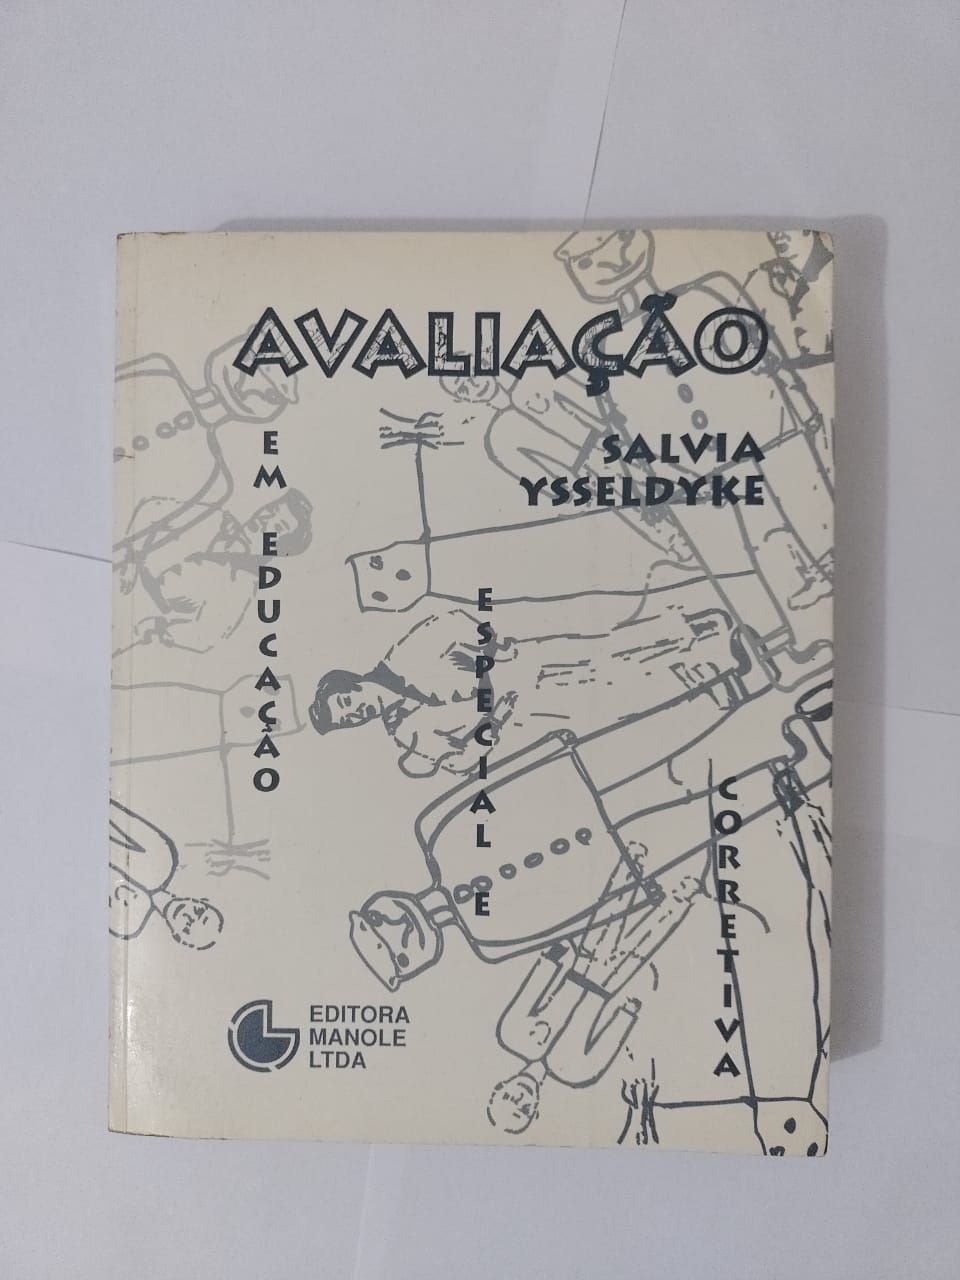 AVALIAÇÃO
SALVIA
YSSELDYKE
EM EDUCAÇÃO
ESPECIAL E
CORRETIVA
EDITORA
MANOLE
LTDA